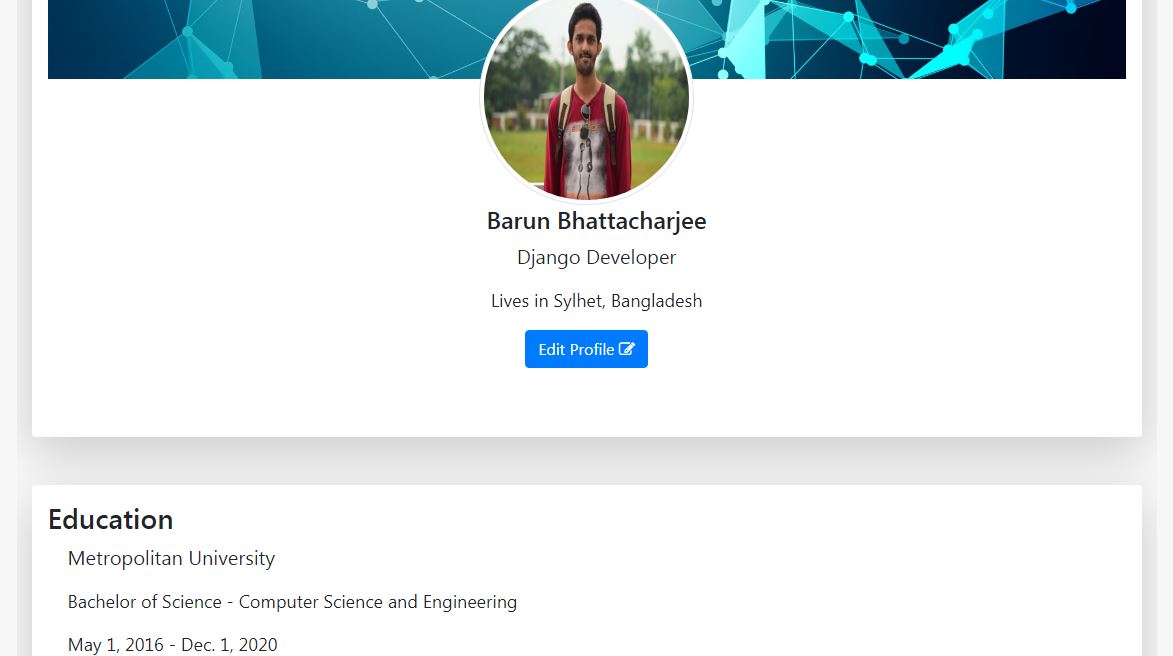 Barun Bhattacharjee
Django Developer
Lives in Sylhet, Bangladesh
Edit Profile
Education
Metropolitan University
Bachelor of Science - Computer Science and Engineering
May 1, 2016 - Dec. 1, 2020